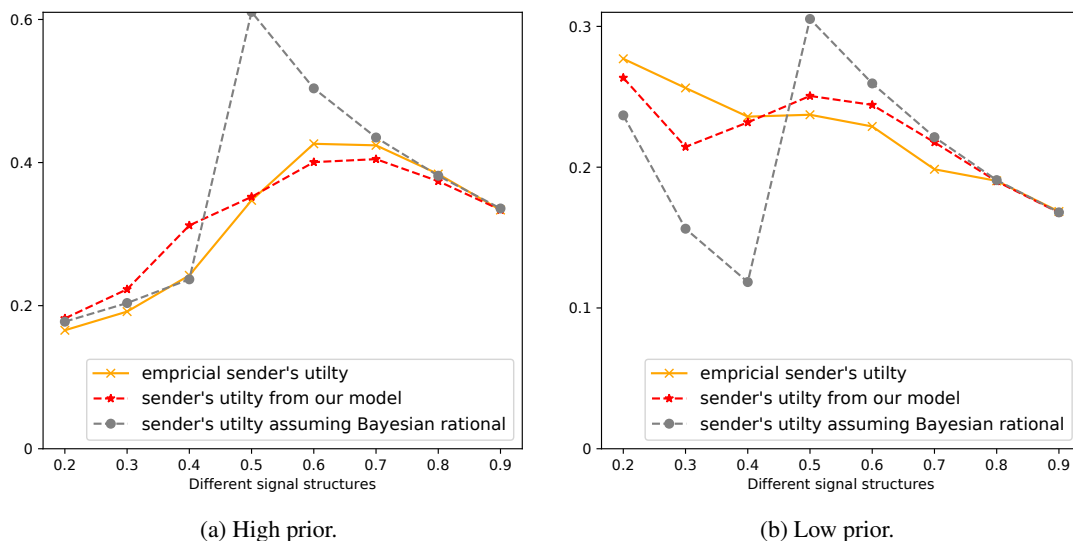 0.6
0.4
0.2
0
empricial sender's utilty
sender's utility from our model
sender's utility assuming Bayesian rational
0.2 0.3 0.4 0.5 0.6 0.7 0.8 0.9
Different signal structures
(a) High prior.
0.3
0.2
0.1
0
empricial sender's utilty
sender's utility from our model
sender's utility assuming Bayesian rational
0.2 0.3 0.4 0.5 0.6 0.7 0.8 0.9
Different signal structures
(b) Low prior.